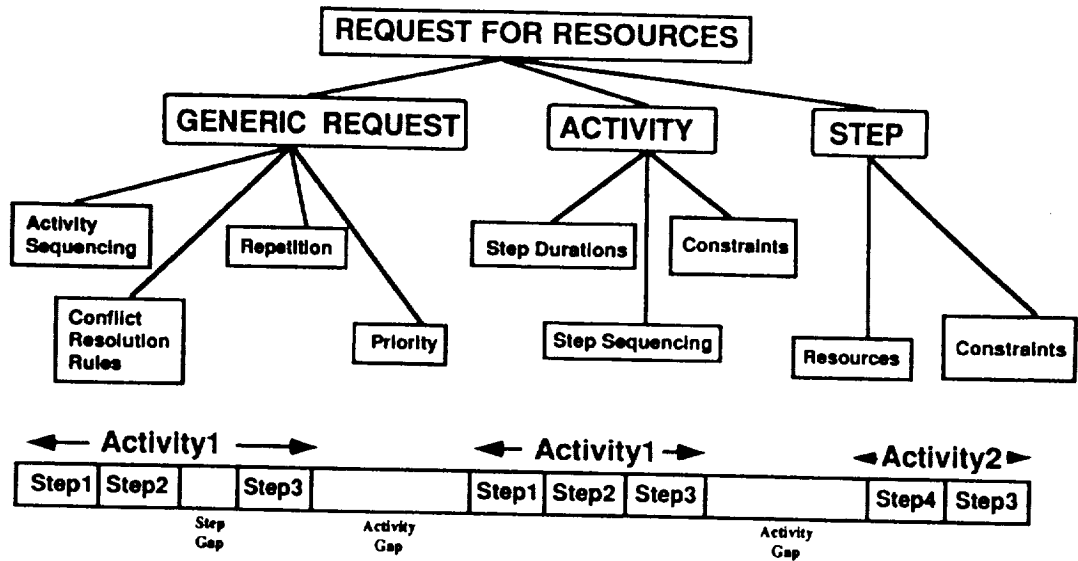 REQUEST FOR RESOURCES
GENERIC REQUEST
ACTIVITY
STEP
Activity
Sequencing
Repetition
Step Durations
Constraints
Conflict
Resolution
Rules
Priority
Step Sequencing
Resources
Constraints
Activity1
Activity1
Activity2
Step1 Step2 Step3 Step1 Step2 Step3 Step4 Step3
Step
Gap
Activity
Gap
Activity
Gap